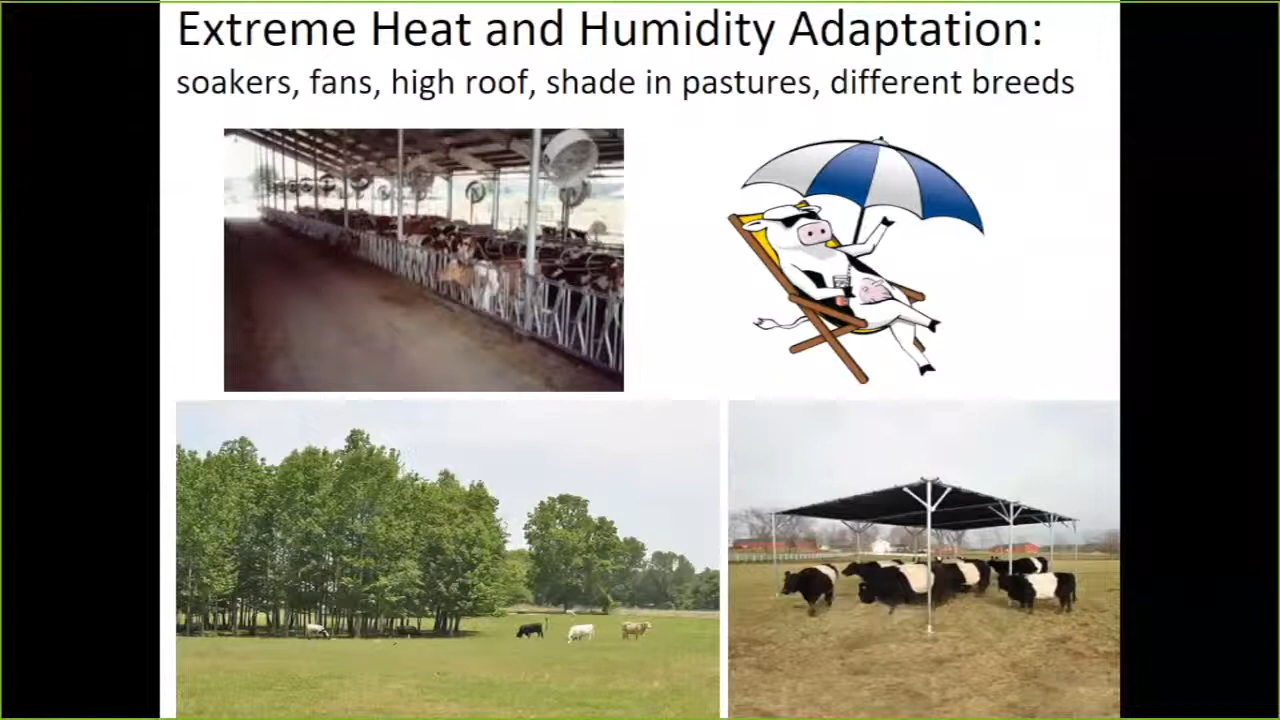 Extreme Heat and Humidity Adaptation:
soakers, fans, high roof, shade in pastures, different breeds